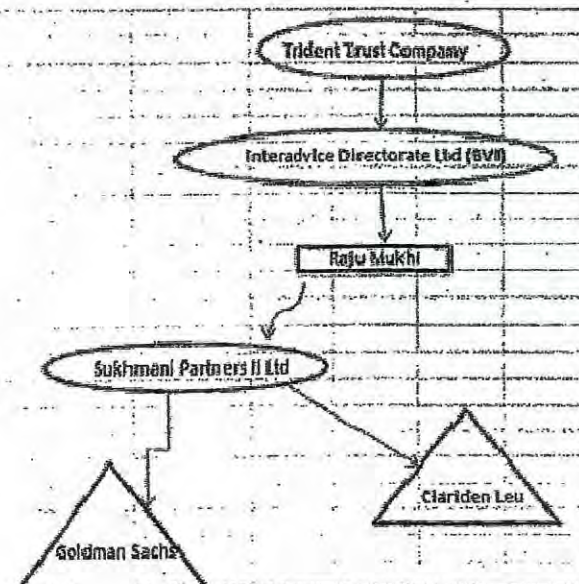 Trident Trust Company
Interadvice Directorate Ltd (BVI)
Raju Mukhi
Sukhmani Partners II Ltd
Clariden Leu
Goldman Sachs